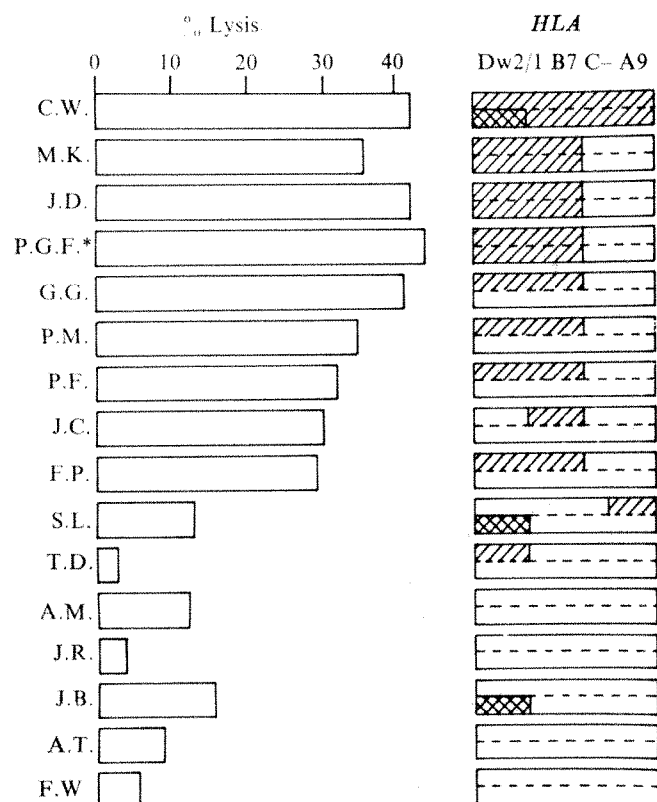 % Lysis HLA
0 10 20 30 40 Dw2/1 B7 C– A9
C.W.
M.K.
J.D.
P.G.F.*
G.G.
P.M.
P.F.
J.C.
F.P.
S.L.
T.D.
A.M.
J.R.
J.B.
A.T.
F.W